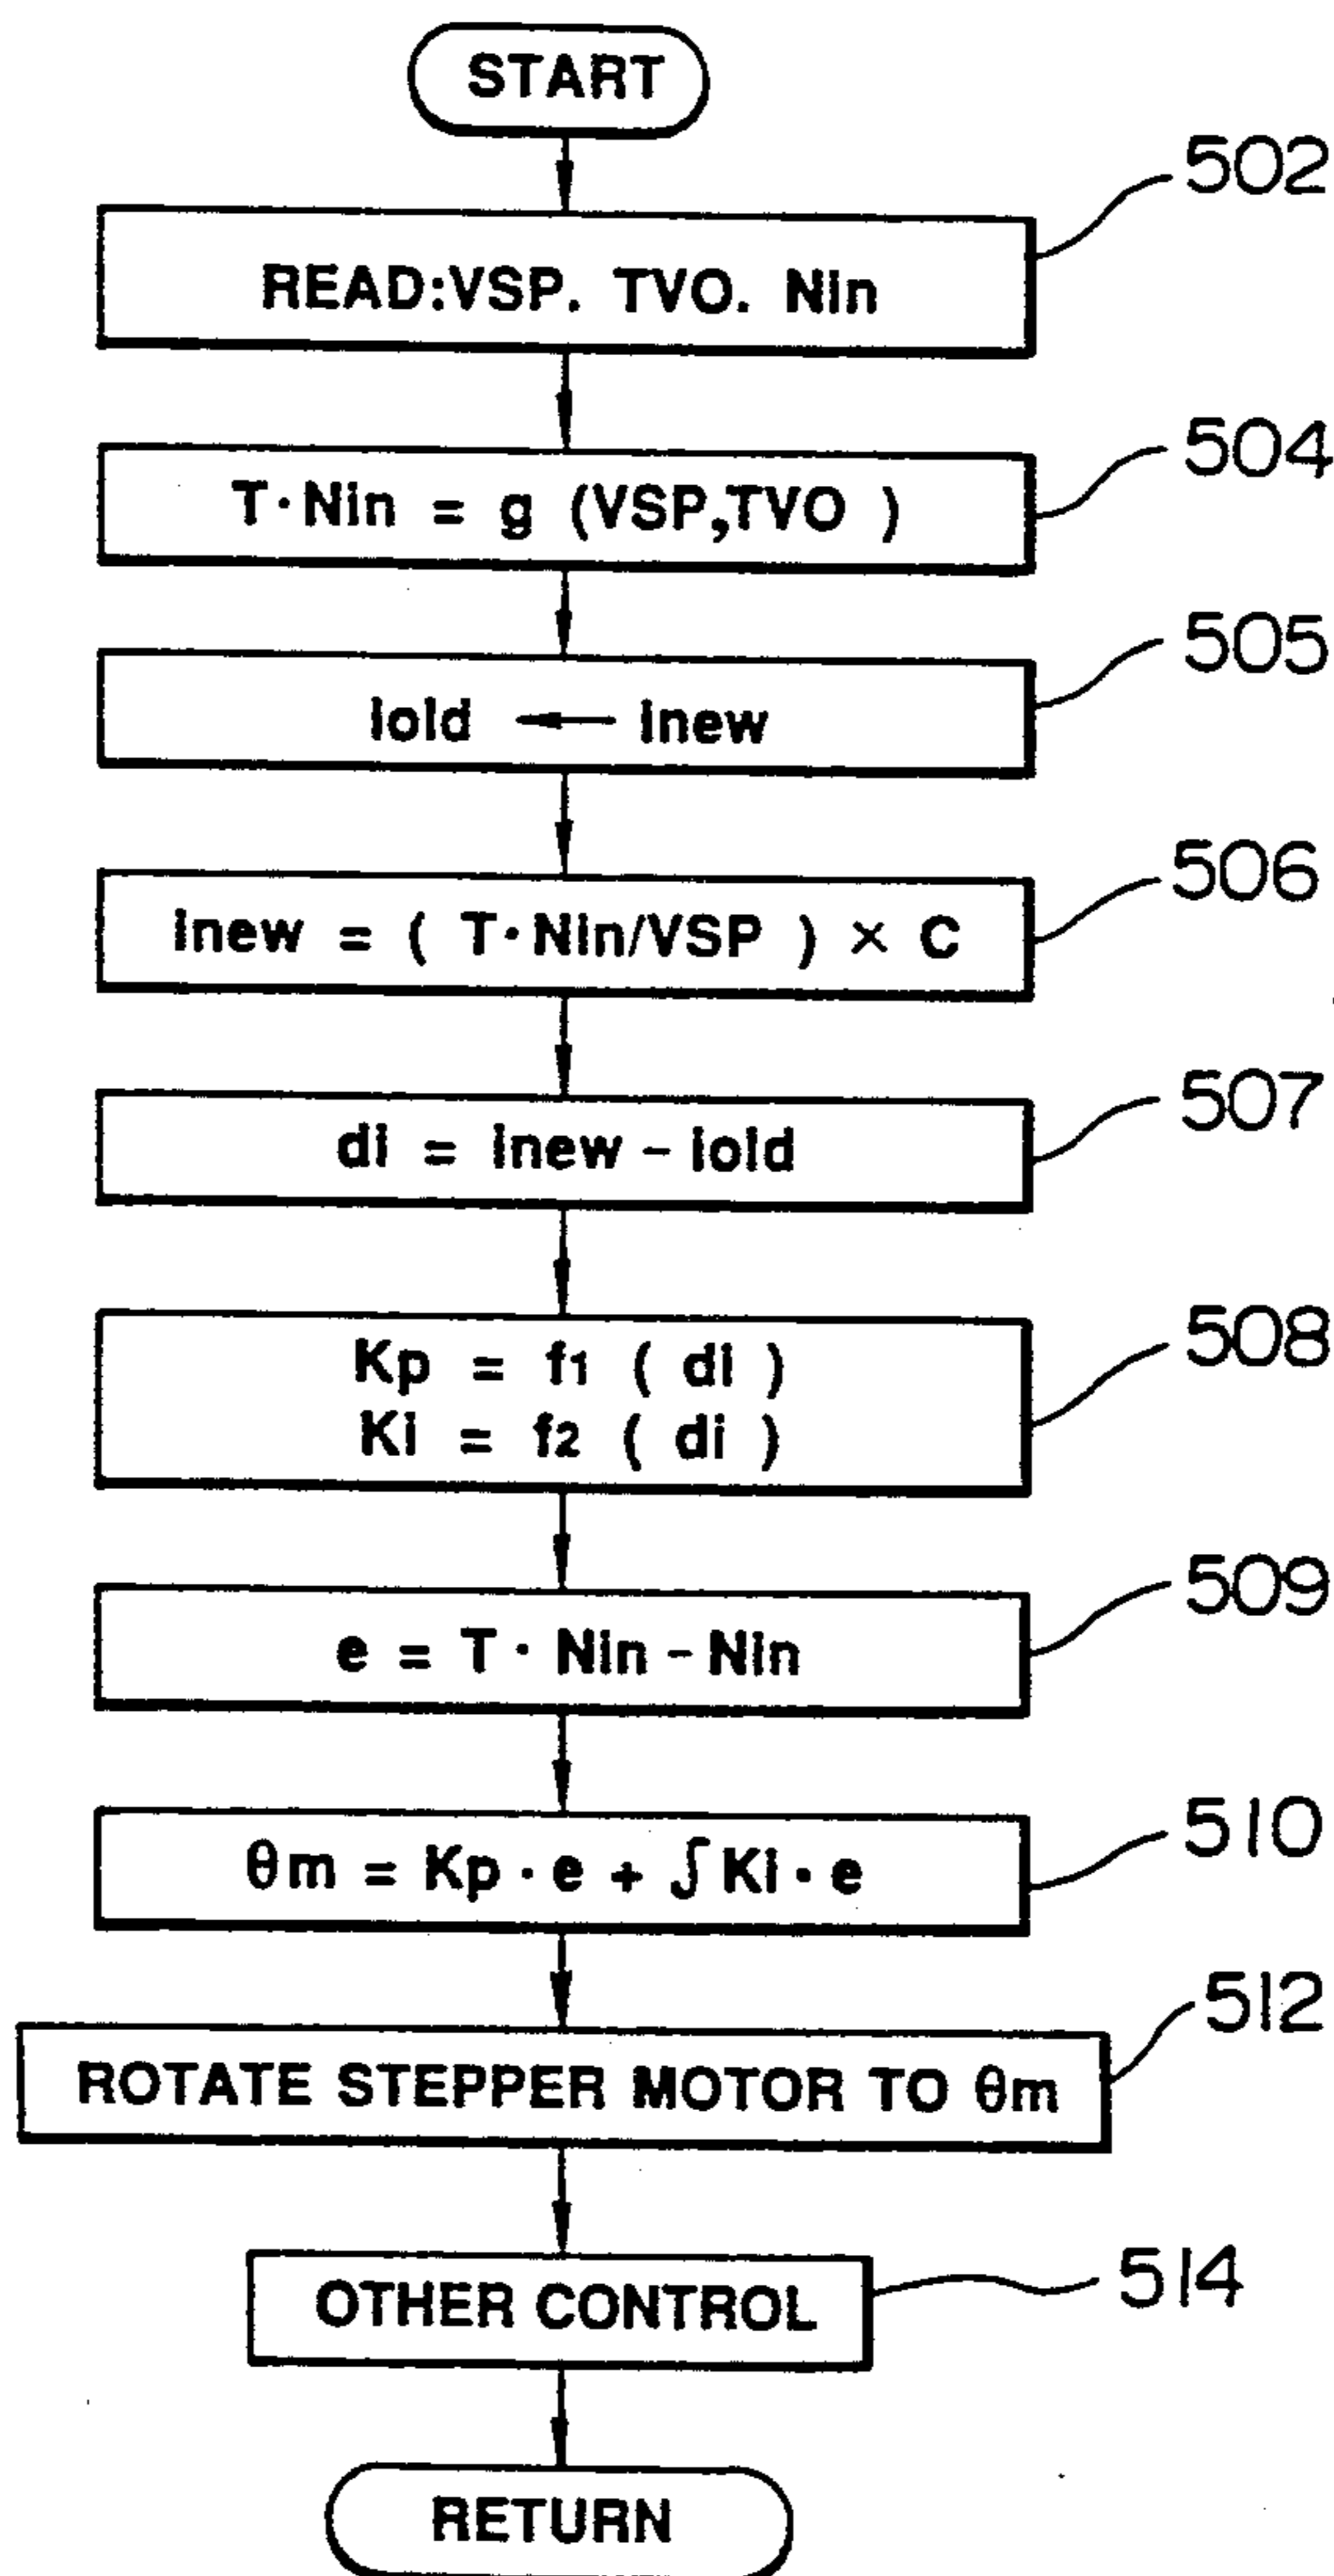 START
502
READ:VSP. TVO. Nin
504
T·Nin = g (VSP,TVO )
505
iold ← inew
506
inew = ( T·Nin/VSP ) × C
507
di = inew - iold
508
Kp = f1 ( di )
Ki = f2 ( di )
509
e = T· Nin - Nin
510
θm = Kp · e + ∫Ki · e
512
ROTATE STEPPER MOTOR TO θm
514
OTHER CONTROL
RETURN